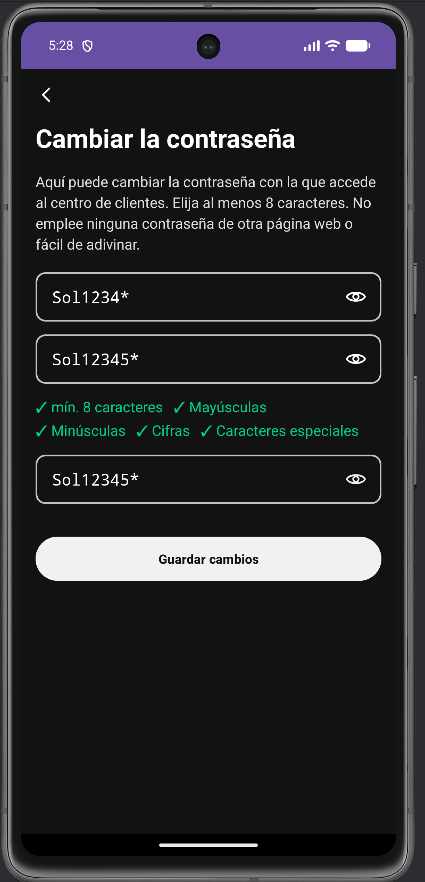 5:28
Cambiar la contraseña
Aquí puede cambiar la contraseña con la que accede
al centro de clientes. Elija al menos 8 caracteres. No
emplee ninguna contraseña de otra página web o
fácil de adivinar.
Sol1234*
Sol12345*
✓ mín. 8 caracteres ✓ Mayúsculas
✓ Minúsculas ✓ Cifras ✓ Caracteres especiales
Sol12345*
Guardar cambios